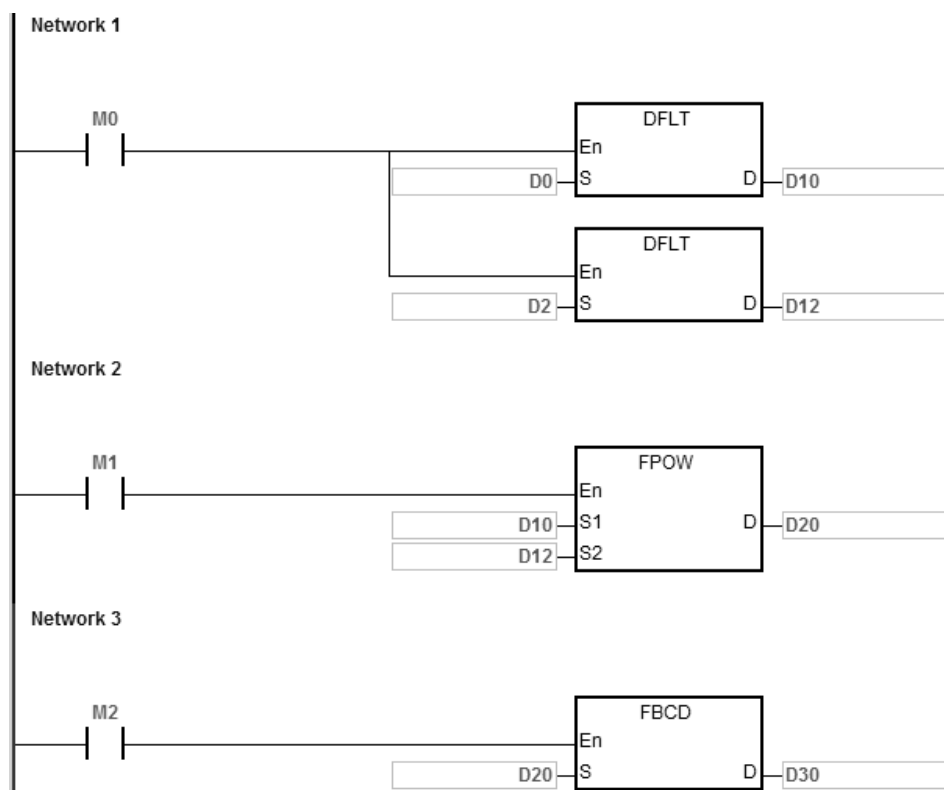 Network 1
M0
DFLT
En
D0 S D D10
DFLT
En
D2 S D D12
Network 2
M1
FPOW
En
D10 S1 D D20
D12 S2
Network 3
M2
FBCD
En
D20 S D D30